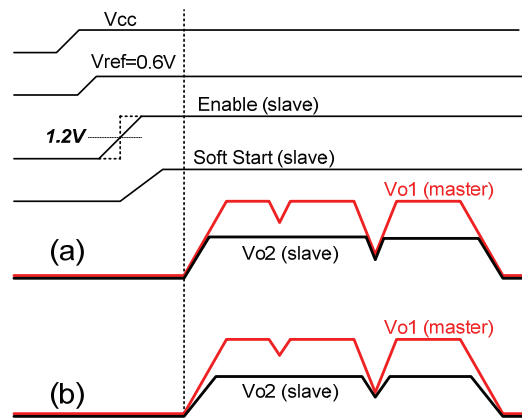 Vcc
Vref=0.6V
Enable (slave)
1.2V
Soft Start (slave)
Vo1 (master)
(a)
Vo2 (slave)
Vo1 (master)
(b)
Vo2 (slave)